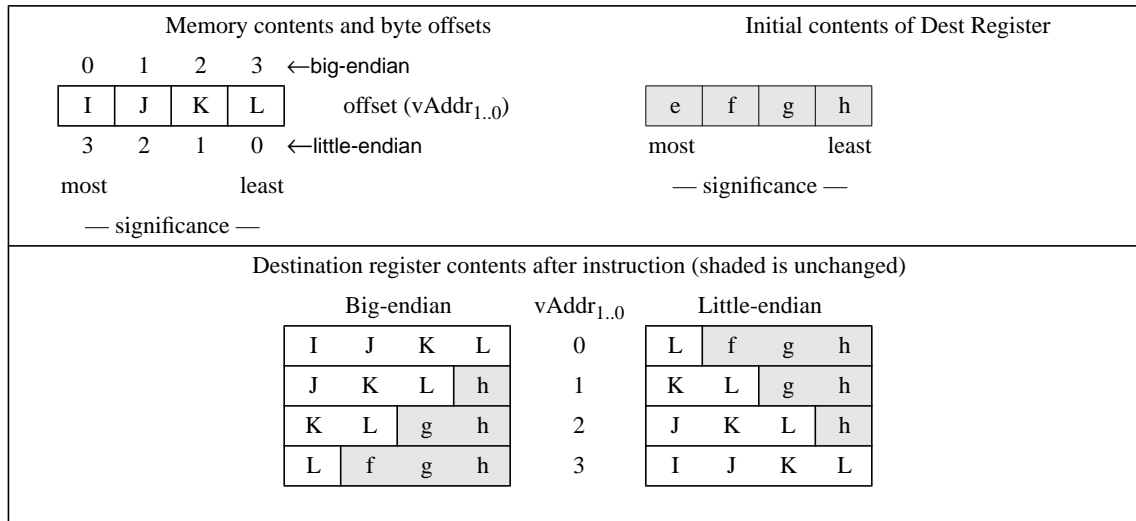 Memory contents and byte offsets Initial contents of Dest Register
0 1 2 3 ←big-endian
I J K L offset (vAddr1..0) e f g h
3 2 1 0 ←little-endian most least
most least — significance —
— significance —
Destination register contents after instruction (shaded is unchanged)
Big-endian vAddr1..0 Little-endian
I J K L 0 L f g h
J K L h 1 K L g h
K L g h 2 J K L h
L f g h 3 I J K L